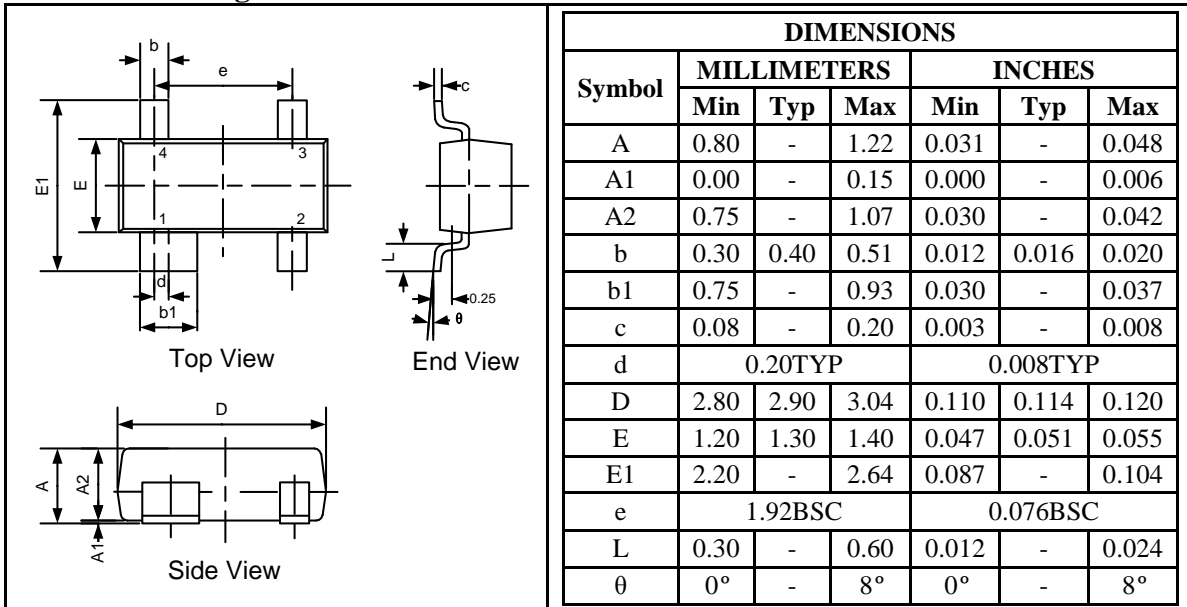 b
e
c
4
3
E1
E
1
2
L
d
0.25
b1
θ
Top View
End View
D
A
A2
A1
Side View
DIMENSIONS
Symbol MILLIMETERS INCHES
Min Typ Max Min Typ Max
A 0.80 - 1.22 0.031 - 0.048
A1 0.00 - 0.15 0.000 - 0.006
A2 0.75 - 1.07 0.030 - 0.042
b 0.30 0.40 0.51 0.012 0.016 0.020
b1 0.75 - 0.93 0.030 - 0.037
c 0.08 - 0.20 0.003 - 0.008
d 0.20TYP 0.008TYP
D 2.80 2.90 3.04 0.110 0.114 0.120
E 1.20 1.30 1.40 0.047 0.051 0.055
E1 2.20 - 2.64 0.087 - 0.104
e 1.92BSC 0.076BSC
L 0.30 - 0.60 0.012 - 0.024
θ 0° - 8° 0° - 8°